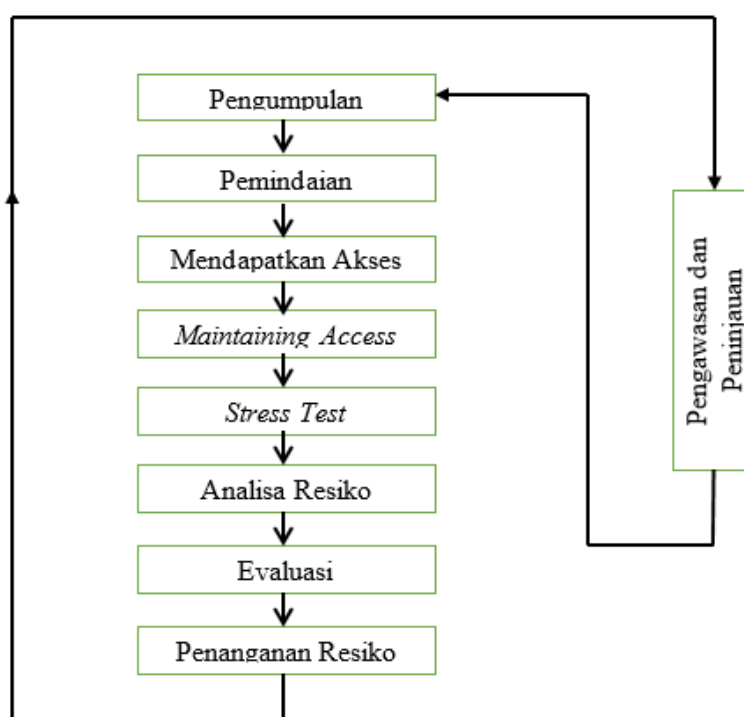 Pengumpulan
Pemindaian
Mendapatkan Akses
Maintaining Access
Stress Test
Analisa Resiko
Evaluasi
Penanganan Resiko
Pengawasan dan
Peninjauan